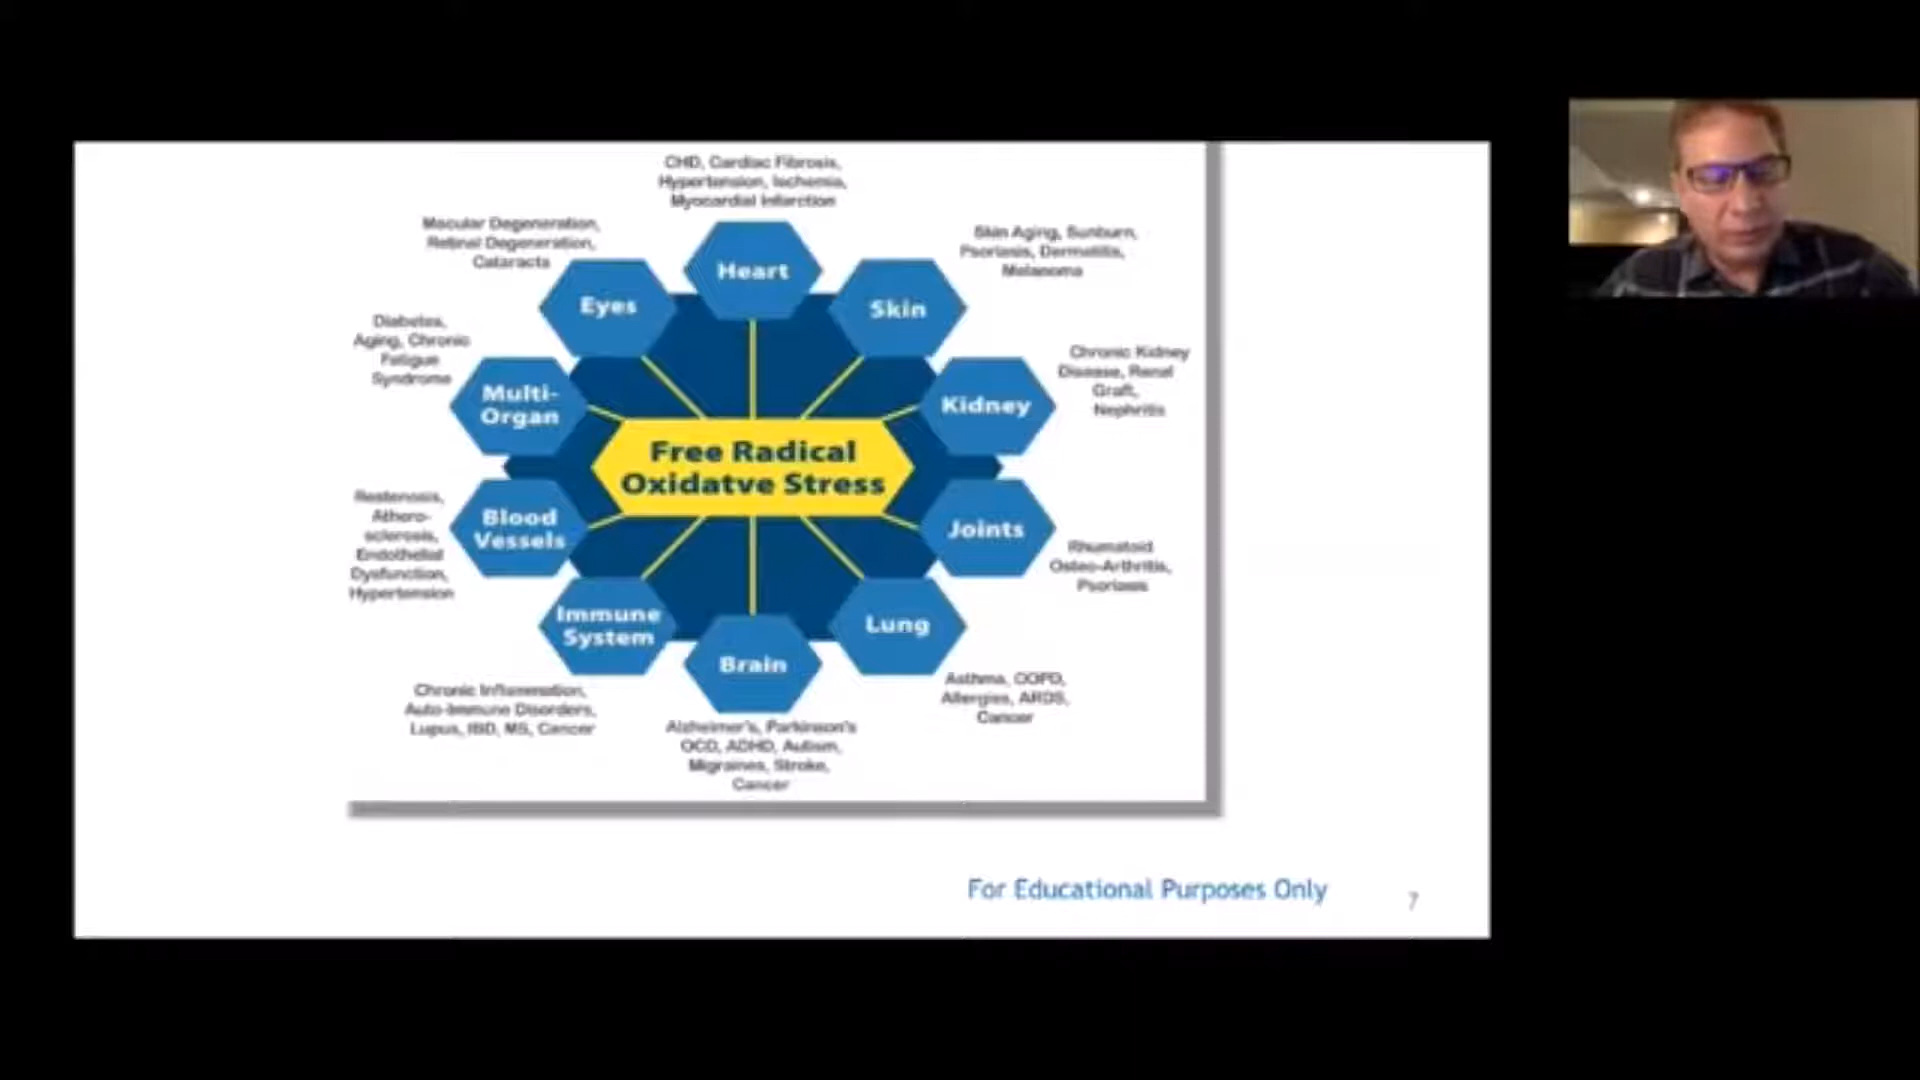 CHD, Cardiac Fibrosis,
Hypertension, Ischemia,
Myocardial Infarction
Heart
Macular Degeneration,
Retinal Degeneration,
Cataracts
Eyes
Skin Aging, Sunburn,
Psoriasis, Dermatitis,
Melanoma
Skin
Diabetes,
Aging, Chronic
Fatigue
Syndrome
Multi-
Organ
Chronic Kidney
Disease, Renal
Graft,
Nephritis
Kidney
Free Radical
Oxidatve Stress
Restenosis,
Athero-
sclerosis,
Endothelial
Dysfunction,
Hypertension
Blood
Vessels
Joints
Rhumatoid
Osteo-Arthritis,
Psoriasis
Immune
System
Chronic Inflammation,
Auto-Immune Disorders,
Lupus, IBD, MS, Cancer
Brain
Alzheimer's, Parkinson's
OCD, ADHD, Autism,
Migraines, Stroke,
Cancer
Lung
Asthma, COPD,
Allergies, ARDS,
Cancer
For Educational Purposes Only
7